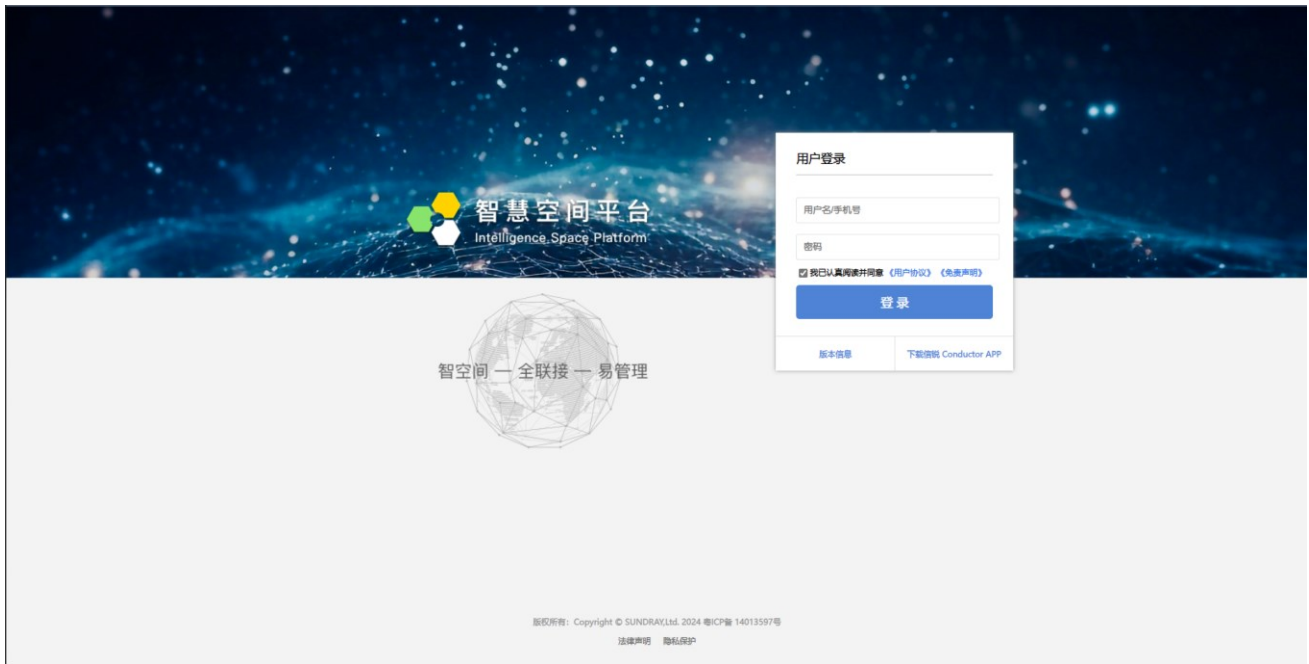 用户登录
用户名/手机号
智慧空间平台
Intelligence Space Platform
密码
我已认真阅读并同意《用户协议》《免责声明》
登录
版本信息 下载信锐 Conductor APP
智空间 — 全联接 — 易管理
版权所有：Copyright © SUNDRAY,Ltd. 2024 粤ICP备 14013597号
法律声明 隐私保护